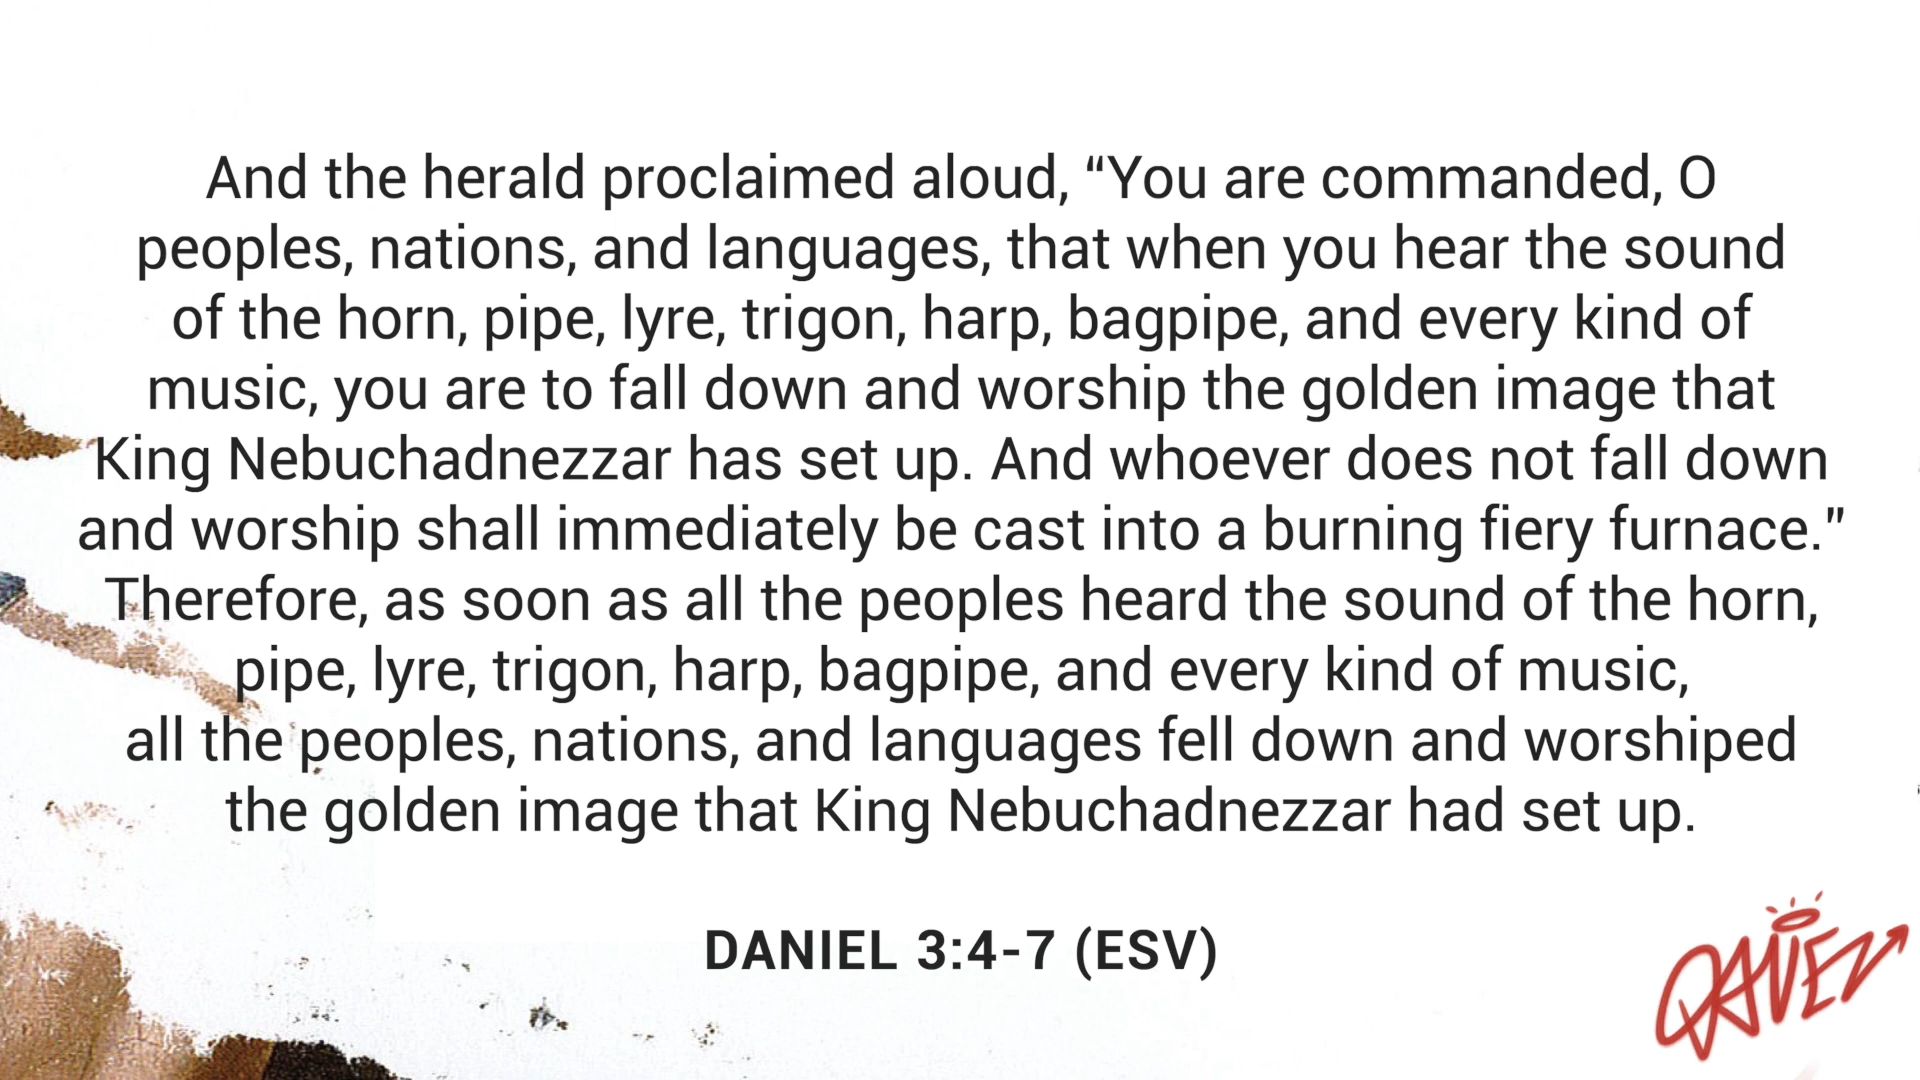 And the herald proclaimed aloud, “You are commanded, O
peoples, nations, and languages, that when you hear the sound
of the horn, pipe, lyre, trigon, harp, bagpipe, and every kind of
music, you are to fall down and worship the golden image that
King Nebuchadnezzar has set up. And whoever does not fall down
and worship shall immediately be cast into a burning fiery furnace.”
Therefore, as soon as all the peoples heard the sound of the horn,
pipe, lyre, trigon, harp, bagpipe, and every kind of music,
all the peoples, nations, and languages fell down and worshiped
the golden image that King Nebuchadnezzar had set up.
DANIEL 3:4-7 (ESV)